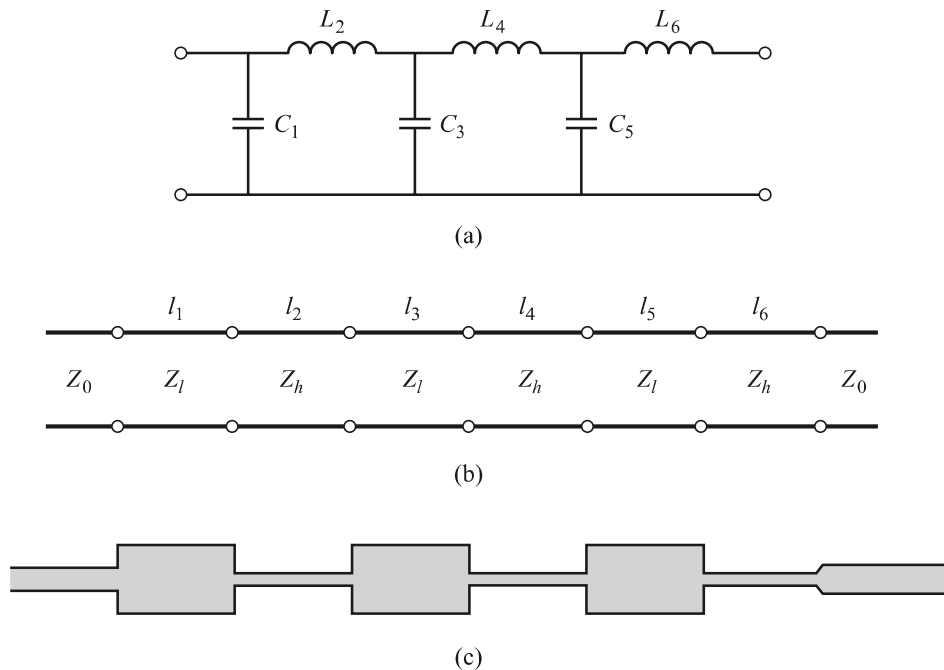 L2 L4 L6
C1 C3 C5
(a)
l1 l2 l3 l4 l5 l6
Z0 Zl Zh Zl Zh Zl Zh Z0
(b)
(c)